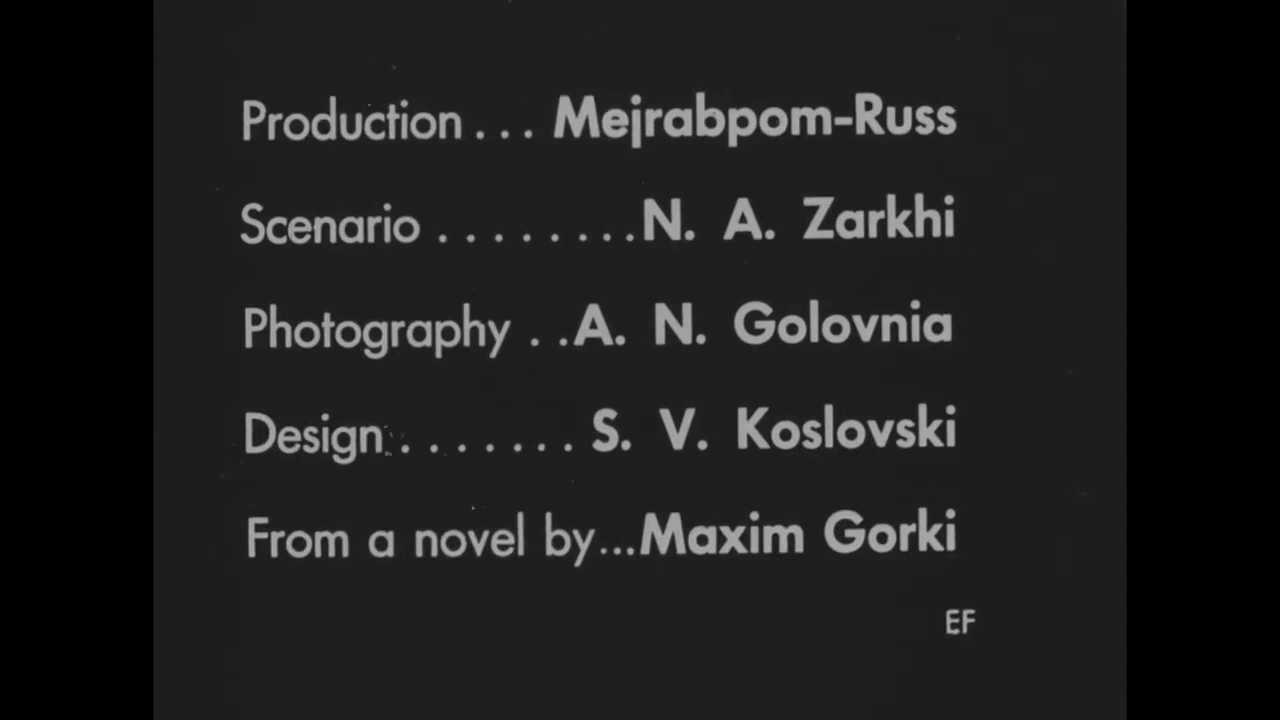 Production ... Mejrabpom-Russ
Scenario ......... N. A. Zarkhi
Photography .. A. N. Golovnia
Design ........ S. V. Koslovski
From a novel by... Maxim Gorki
EF